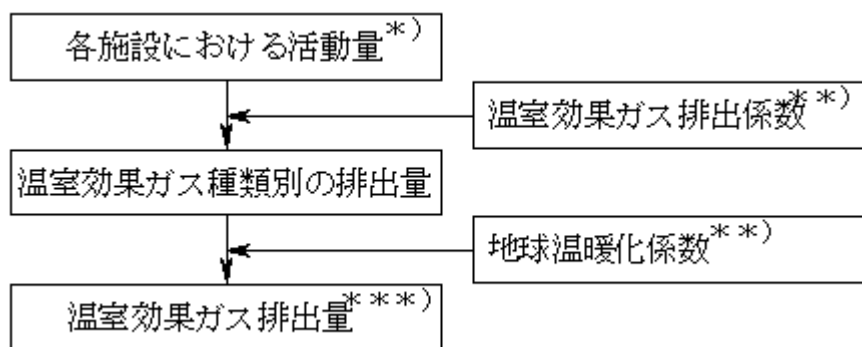 各施設における活動量*)
温室効果ガス排出係数**)
温室効果ガス種類別の排出量
地球温暖化係数**)
温室効果ガス排出量***)